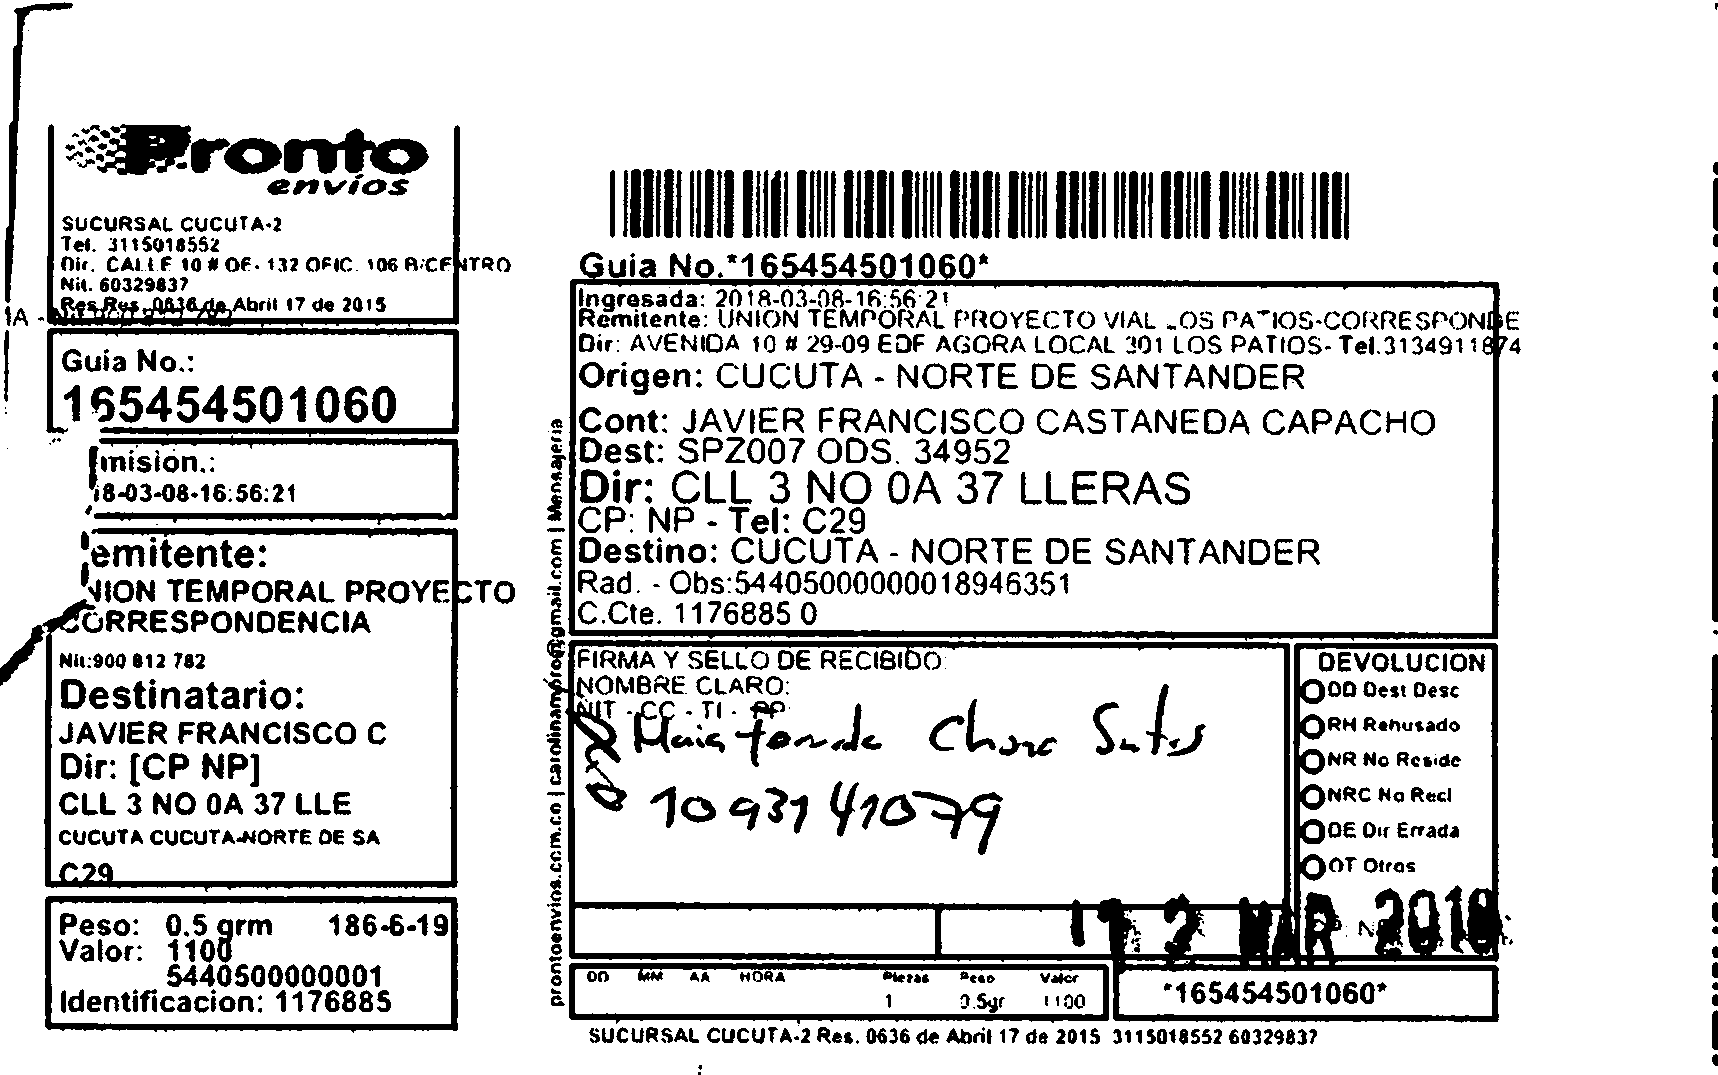 Pronto
envíos
SUCURSAL CUCUTA-2
Tel. 3115018552
Dir. CALLE 10 # OE- 132 OFIC. 106 B/CENTRO
Nit. 60329837
Res Res. 0636 de Abril 17 de 2015
Guia No.:
165454501060
mision.:
18-03-08-16:56:21
emitente:
NION TEMPORAL PROYECTO
CORRESPONDENCIA
Nit:900 812 782
Destinatario:
JAVIER FRANCISCO C
Dir: [CP NP]
CLL 3 NO 0A 37 LLE
CUCUTA CUCUTA-NORTE DE SA
C29
Peso: 0.5 grm 186-6-19
Valor: 1100
5440500000001
Identificacion: 1176885
prontoenvios.com.co | carolinamoro@gmail.com | Mensajeria
Guia No.*165454501060*
Ingresada: 2018-03-08-16:56:21
Remitente: UNION TEMPORAL PROYECTO VIAL LOS PATIOS-CORRESPONDE
Dir: AVENIDA 10 # 29-09 EDF AGORA LOCAL 301 LOS PATIOS- Tel.3134911874
Origen: CUCUTA - NORTE DE SANTANDER
Cont: JAVIER FRANCISCO CASTANEDA CAPACHO
Dest: SPZ007 ODS. 34952
Dir: CLL 3 NO 0A 37 LLERAS
CP: NP - Tel: C29
Destino: CUCUTA - NORTE DE SANTANDER
Rad. - Obs:54405000000018946351
C.Cte. 1176885 0
FIRMA Y SELLO DE RECIBIDO:
NOMBRE CLARO:
NIT - CC - TI - PP:
1093141079
DEVOLUCION
DD Dest Desc
RH Rehusado
NR No Reside
NRC No Recl
DE Dir Errada
OT Otros
12 MAR 2018
DD MM AA HORA Piezas Peso Valor
1 0.5gr 1100
*165454501060*
SUCURSAL CUCUTA-2 Res. 0636 de Abril 17 de 2015 3115018552 60329837